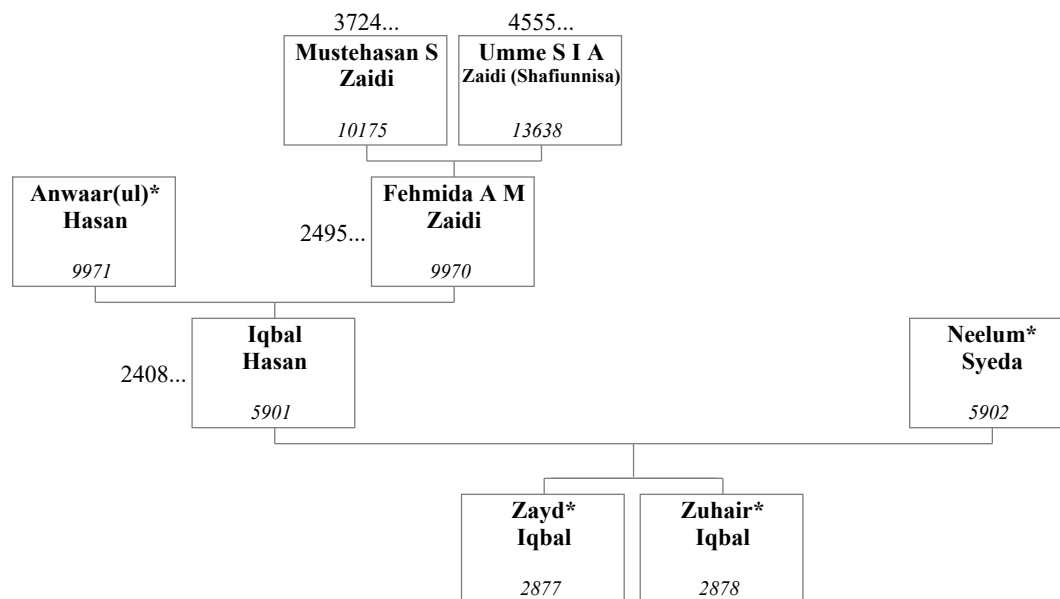 3724...
4555...
Mustehasan S
Zaidi
10175
Umme S I A
Zaidi (Shafiunnisa)
13638
Anwaar(ul)*
Hasan
9971
2495...
Fehmida A M
Zaidi
9970
2408...
Iqbal
Hasan
5901
Neelum*
Syeda
5902
Zayd*
Iqbal
2877
Zuhair*
Iqbal
2878